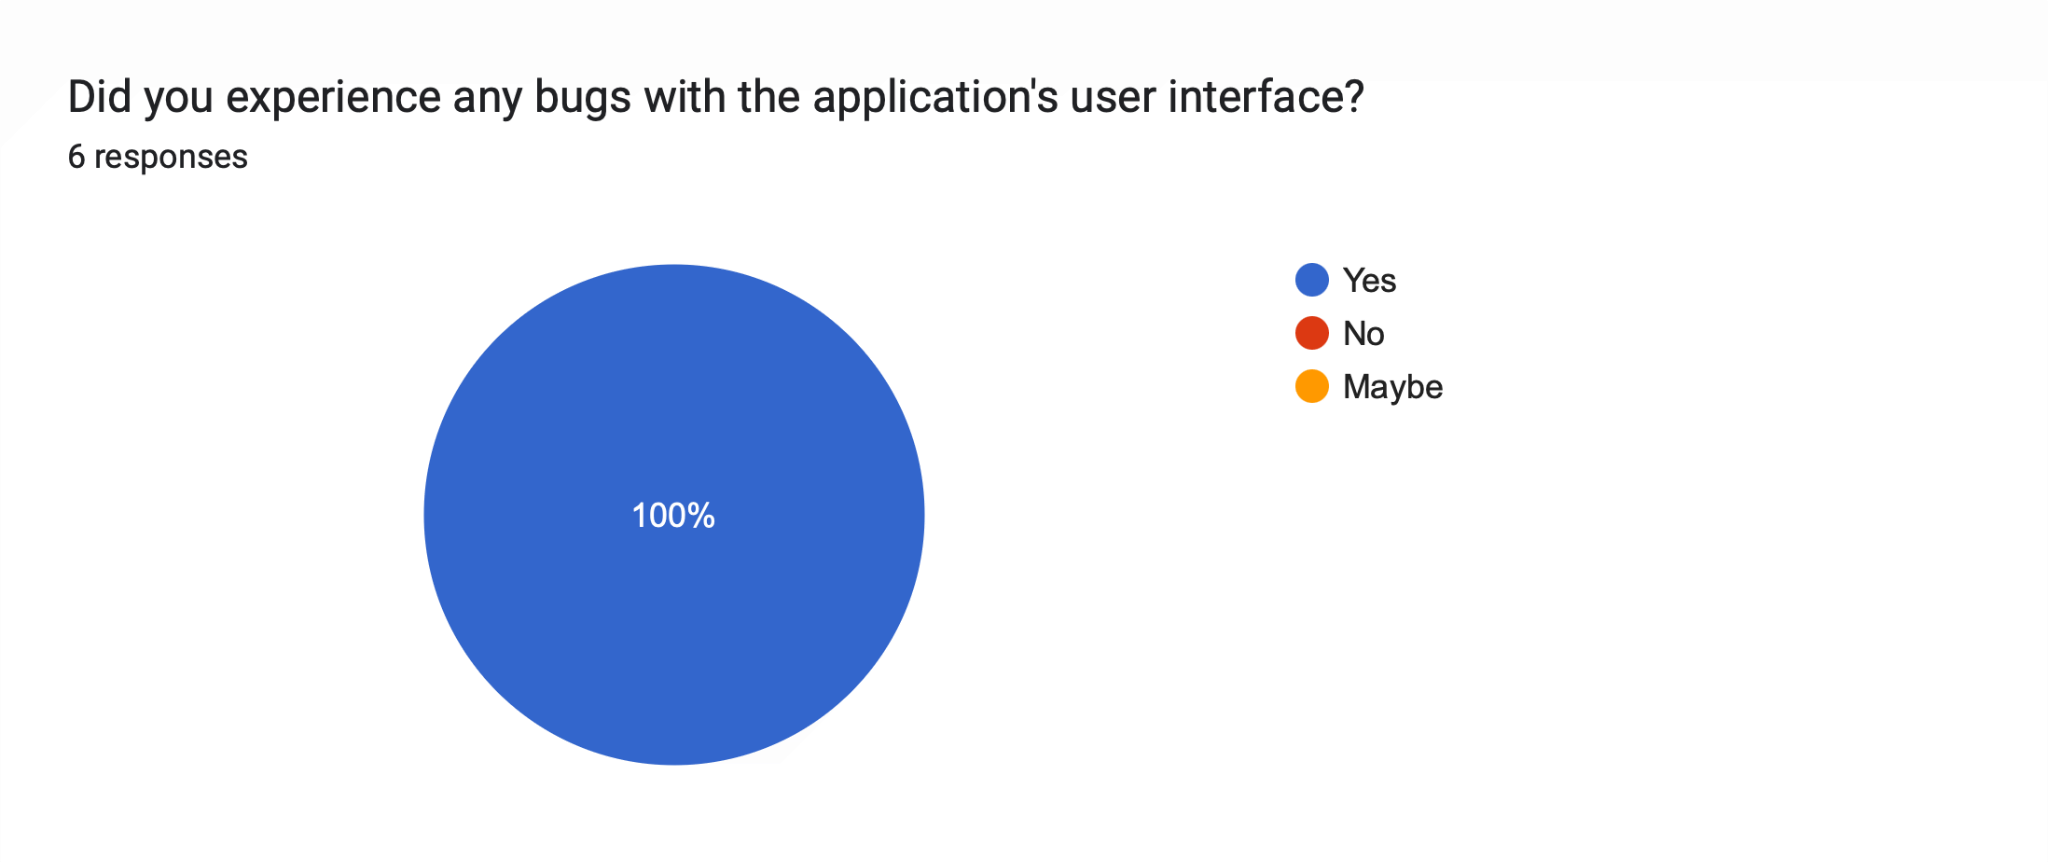 Did you experience any bugs with the application's user interface?
6 responses
Yes
No
Maybe
100%